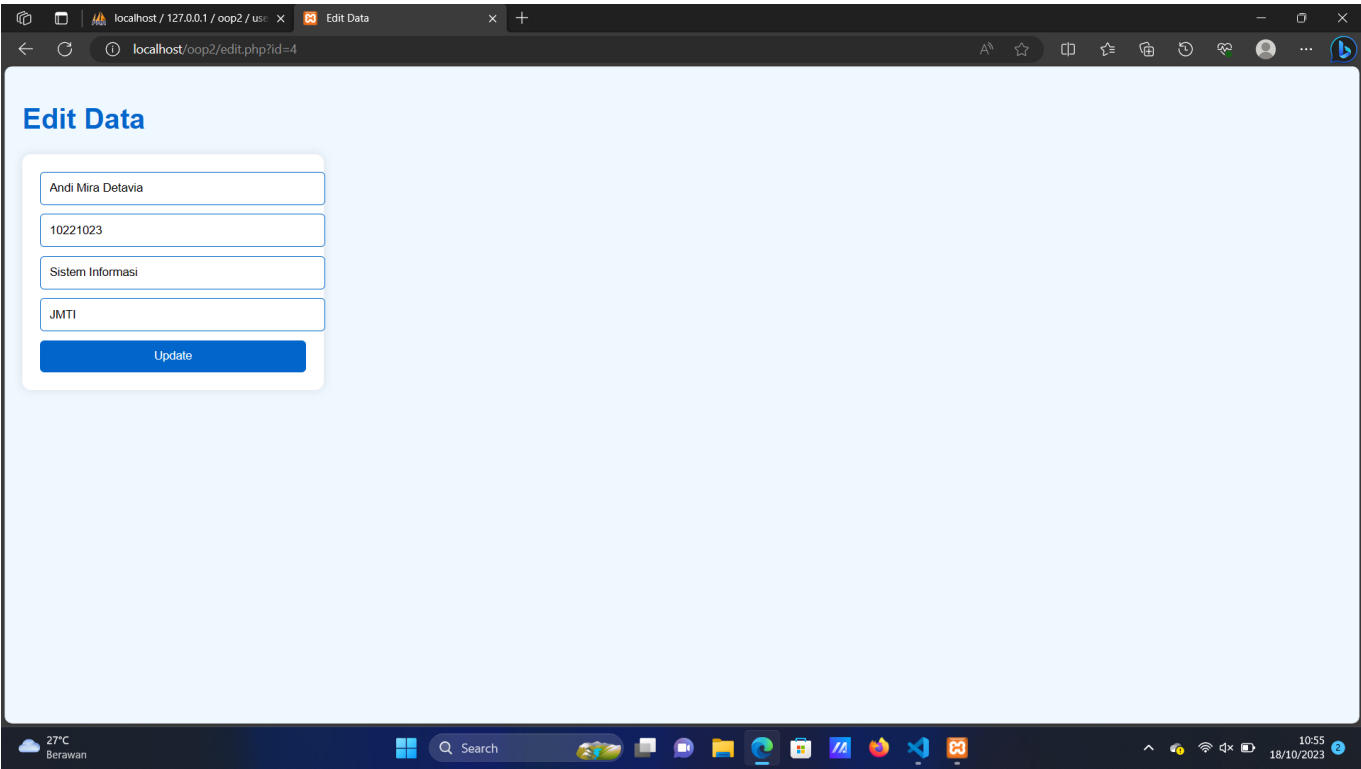 localhost / 127.0.0.1 / oop2 / use
Edit Data
localhost/oop2/edit.php?id=4
Edit Data
Andi Mira Detavia
10221023
Sistem Informasi
JMTI
Update
27°C
Berawan
Search
10:55
18/10/2023
2